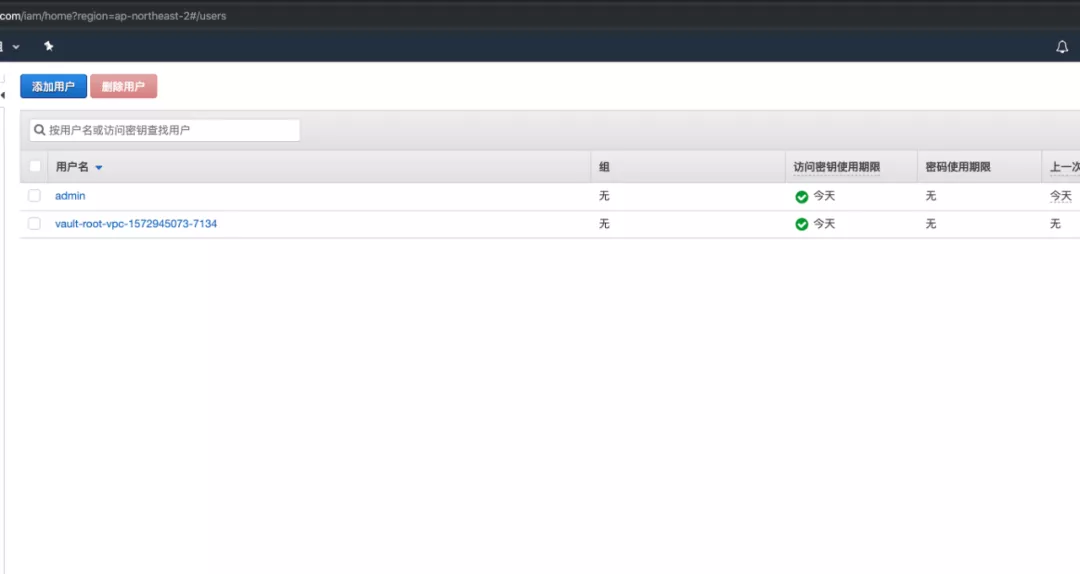 com/iam/home?region=ap-northeast-2#/users
添加用户 删除用户
按用户名或访问密钥查找用户
用户名 组 访问密钥使用期限 密码使用期限 上一次
admin 无 今天 无 今天
vault-root-vpc-1572945073-7134 无 今天 无 无